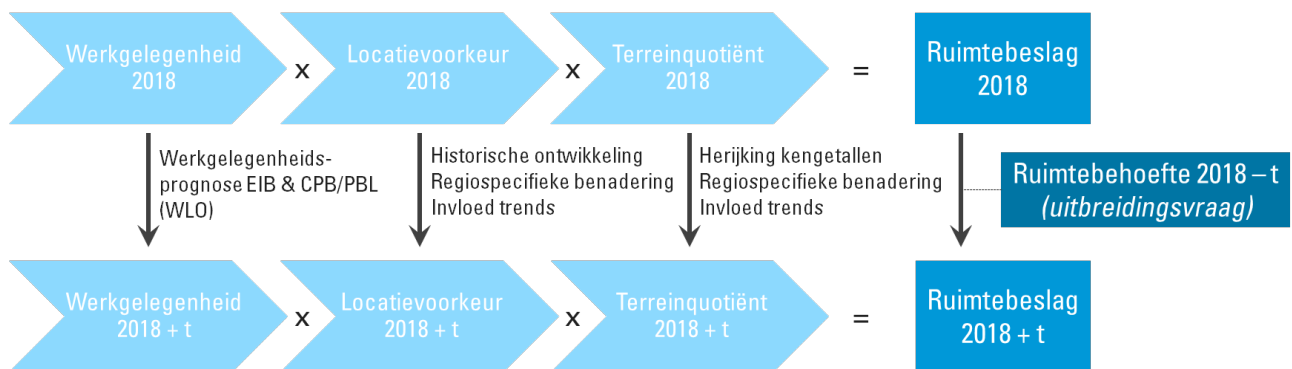 Werkgelegenheid
2018
x
Locatievoorkeur
2018
x
Terreinquotiënt
2018
=
Ruimtebeslag
2018
Werkgelegenheids-
prognose EIB & CPB/PBL
(WLO)
Historische ontwikkeling
Regiospecifieke benadering
Invloed trends
Herijking kengetallen
Regiospecifieke benadering
Invloed trends
Ruimtebehoefte 2018 – t
(uitbreidingsvraag)
Werkgelegenheid
2018 + t
x
Locatievoorkeur
2018 + t
x
Terreinquotiënt
2018 + t
=
Ruimtebeslag
2018 + t